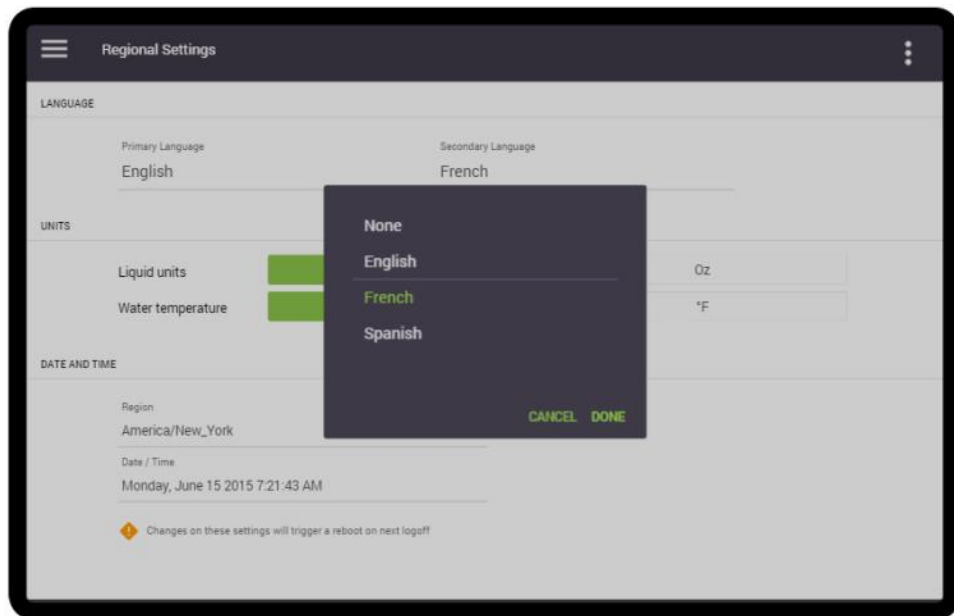 Regional Settings
LANGUAGE
Primary Language
Secondary Language
English
French
UNITS
Liquid units
Oz
Water temperature
°F
None
English
French
Spanish
CANCEL DONE
DATE AND TIME
Region
America/New_York
Date / Time
Monday, June 15 2015 7:21:43 AM
Changes on these settings will trigger a reboot on next logoff